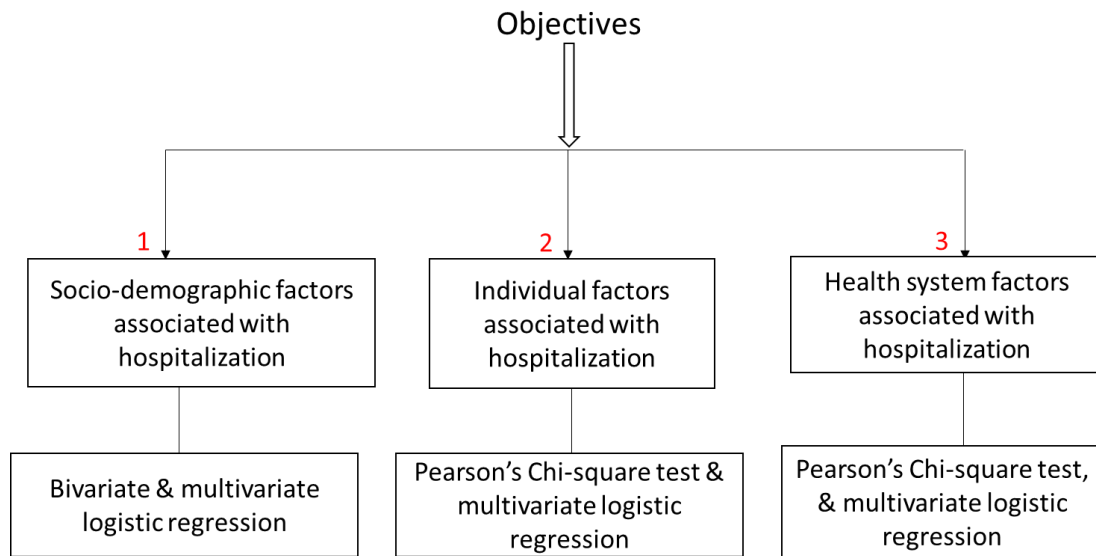 Objectives
1
Socio-demographic factors
associated with
hospitalization
2
Individual factors
associated with
hospitalization
3
Health system factors
associated with
hospitalization
Bivariate & multivariate
logistic regression
Pearson’s Chi-square test &
multivariate logistic
regression
Pearson’s Chi-square test,
& multivariate logistic
regression